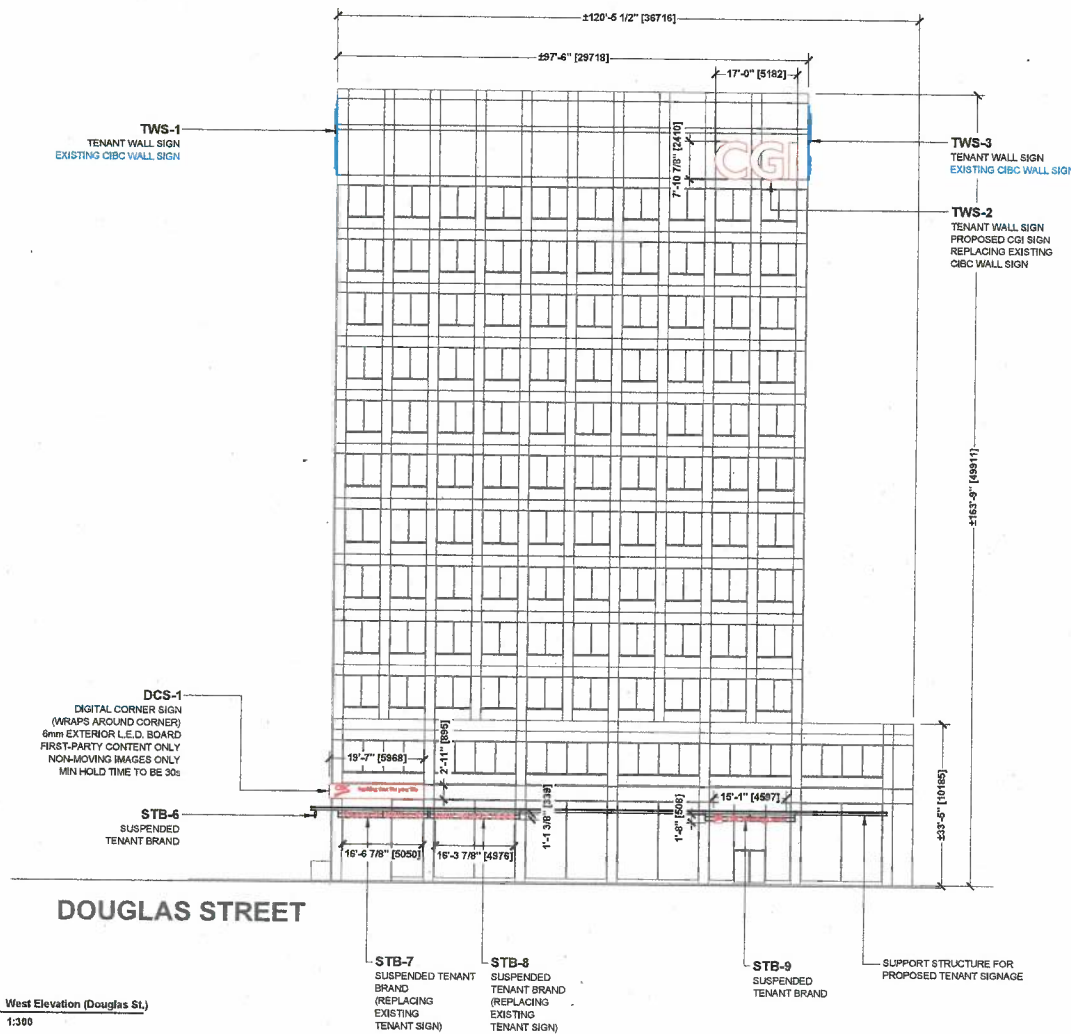 ±120'-5 1/2" [36716]
±97'-6" [29718]
17'-0" [5182]
TWS-1
TENANT WALL SIGN
EXISTING CIBC WALL SIGN
7'-10 7/8" [2410]
CGI
TWS-3
TENANT WALL SIGN
EXISTING CIBC WALL SIGN
TWS-2
TENANT WALL SIGN
PROPOSED CGI SIGN
REPLACING EXISTING
CIBC WALL SIGN
±163'-9" [49911]
DCS-1
DIGITAL CORNER SIGN
(WRAPS AROUND CORNER)
6mm EXTERIOR L.E.D. BOARD
FIRST-PARTY CONTENT ONLY
NON-MOVING IMAGES ONLY
MIN HOLD TIME TO BE 30s
19'-7" [5968]
2'-11" [895]
STB-6
SUSPENDED
TENANT BRAND
1'-1 3/8" [339]
1'-8" [508]
15'-1" [4597]
±33'-5" [10185]
16'-6 7/8" [5050]
16'-3 7/8" [4976]
DOUGLAS STREET
STB-7
SUSPENDED TENANT
BRAND
(REPLACING
EXISTING
TENANT SIGN)
STB-8
SUSPENDED
TENANT BRAND
(REPLACING
EXISTING
TENANT SIGN)
STB-9
SUSPENDED
TENANT BRAND
SUPPORT STRUCTURE FOR
PROPOSED TENANT SIGNAGE
West Elevation (Douglas St.)
1:300